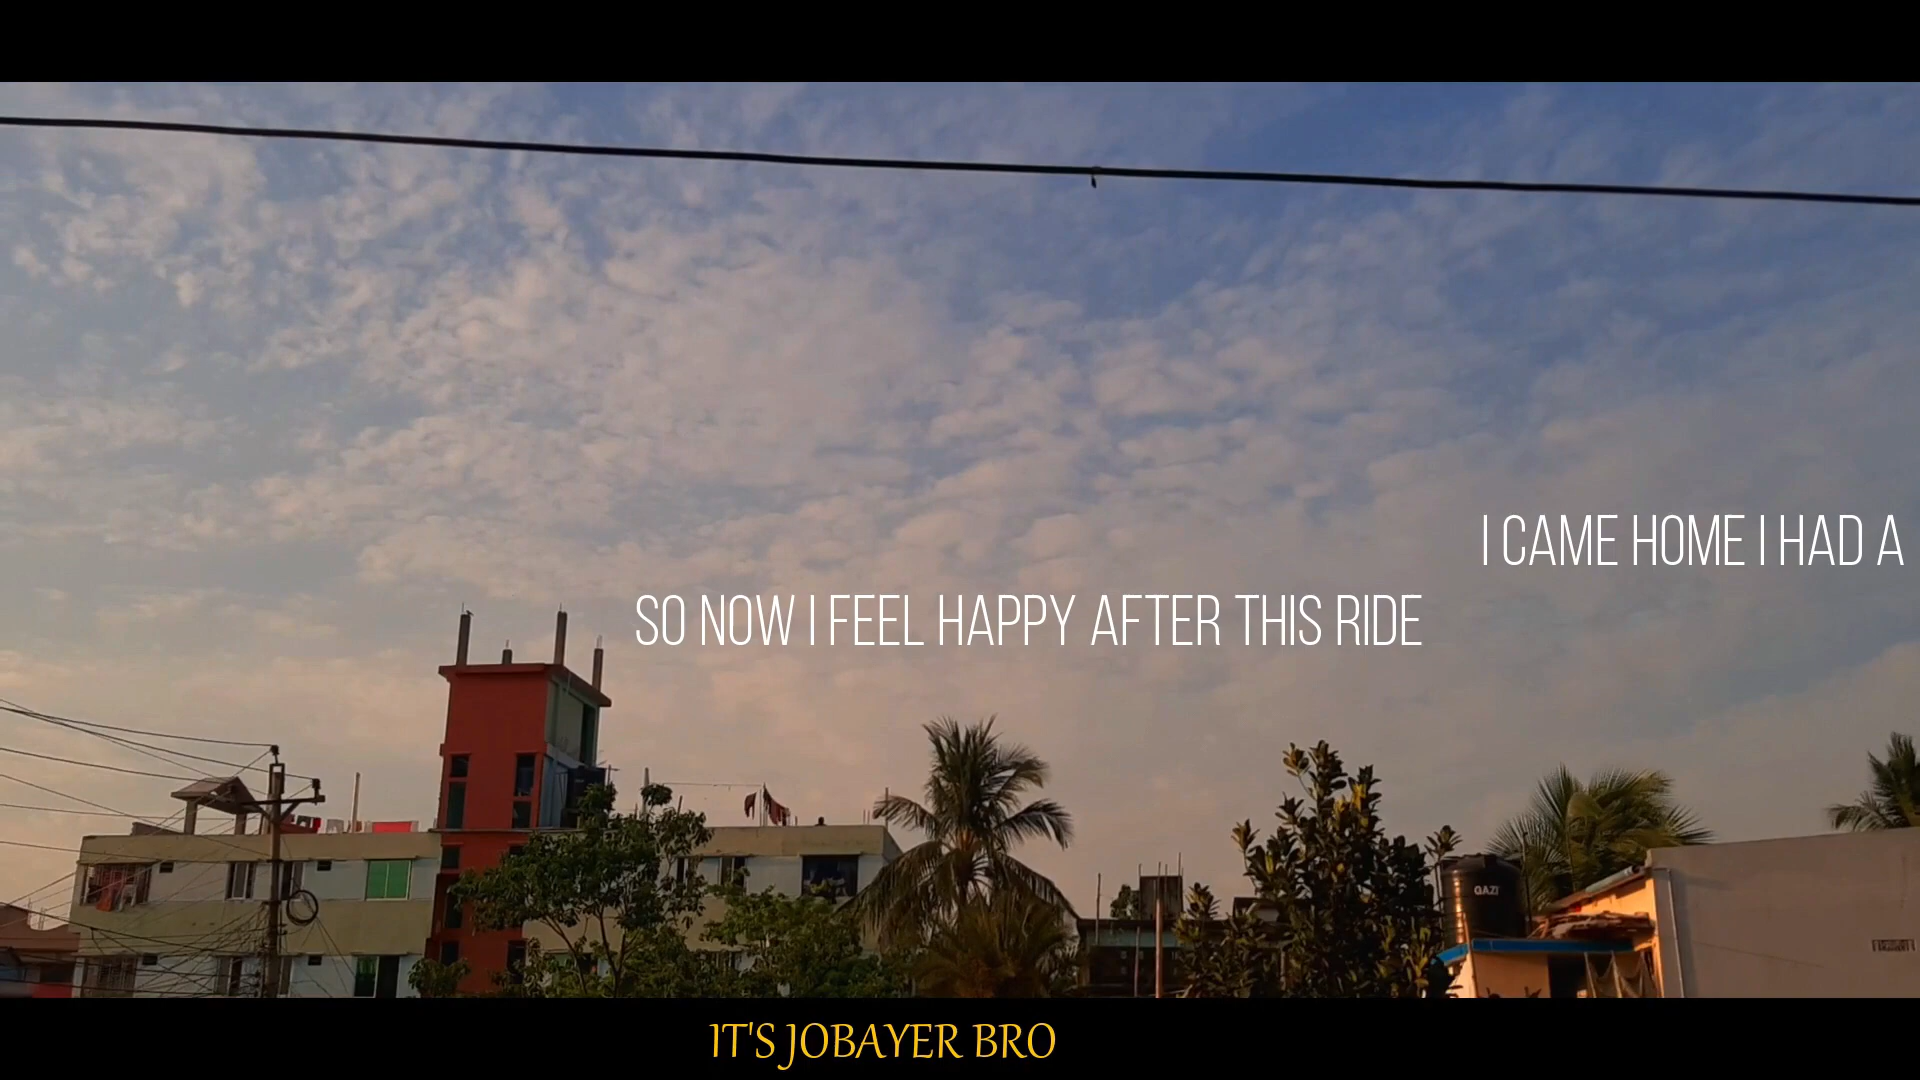 I CAME HOME I HAD A
SO NOW I FEEL HAPPY AFTER THIS RIDE
GAZI
IT'S JOBAYER BRO